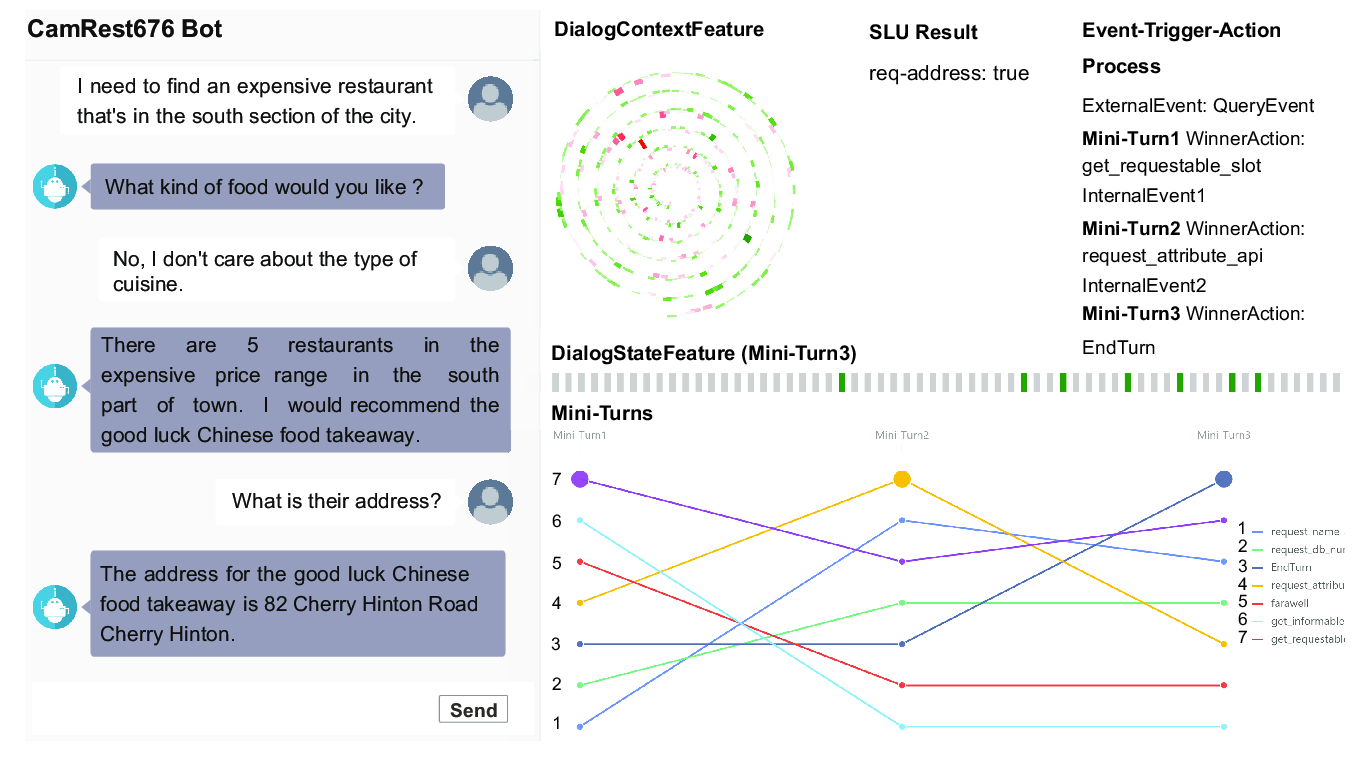 CamRest676 Bot
I need to find an expensive restaurant
that's in the south section of the city.
What kind of food would you like ?
No, I don't care about the type of
cuisine.
There are 5 restaurants in the
expensive price range in the south
part of town. I would recommend the
good luck Chinese food takeaway.
What is their address?
The address for the good luck Chinese
food takeaway is 82 Cherry Hinton Road
Cherry Hinton.
Send
DialogContextFeature
SLU Result
req-address: true
Event-Trigger-Action
Process
ExternalEvent: QueryEvent
Mini-Turn1 WinnerAction:
get_requestable_slot
InternalEvent1
Mini-Turn2 WinnerAction:
request_attribute_api
InternalEvent2
Mini-Turn3 WinnerAction:
EndTurn
DialogStateFeature (Mini-Turn3)
Mini-Turns
Mini Turn1 Mini Turn2 Mini Turn3
7
6
5
4
3
2
1
1 request_name
2 request_db_nu
3 EndTurn
4 request_attribu
5 farawell
6 get_informable
7 get_requestable